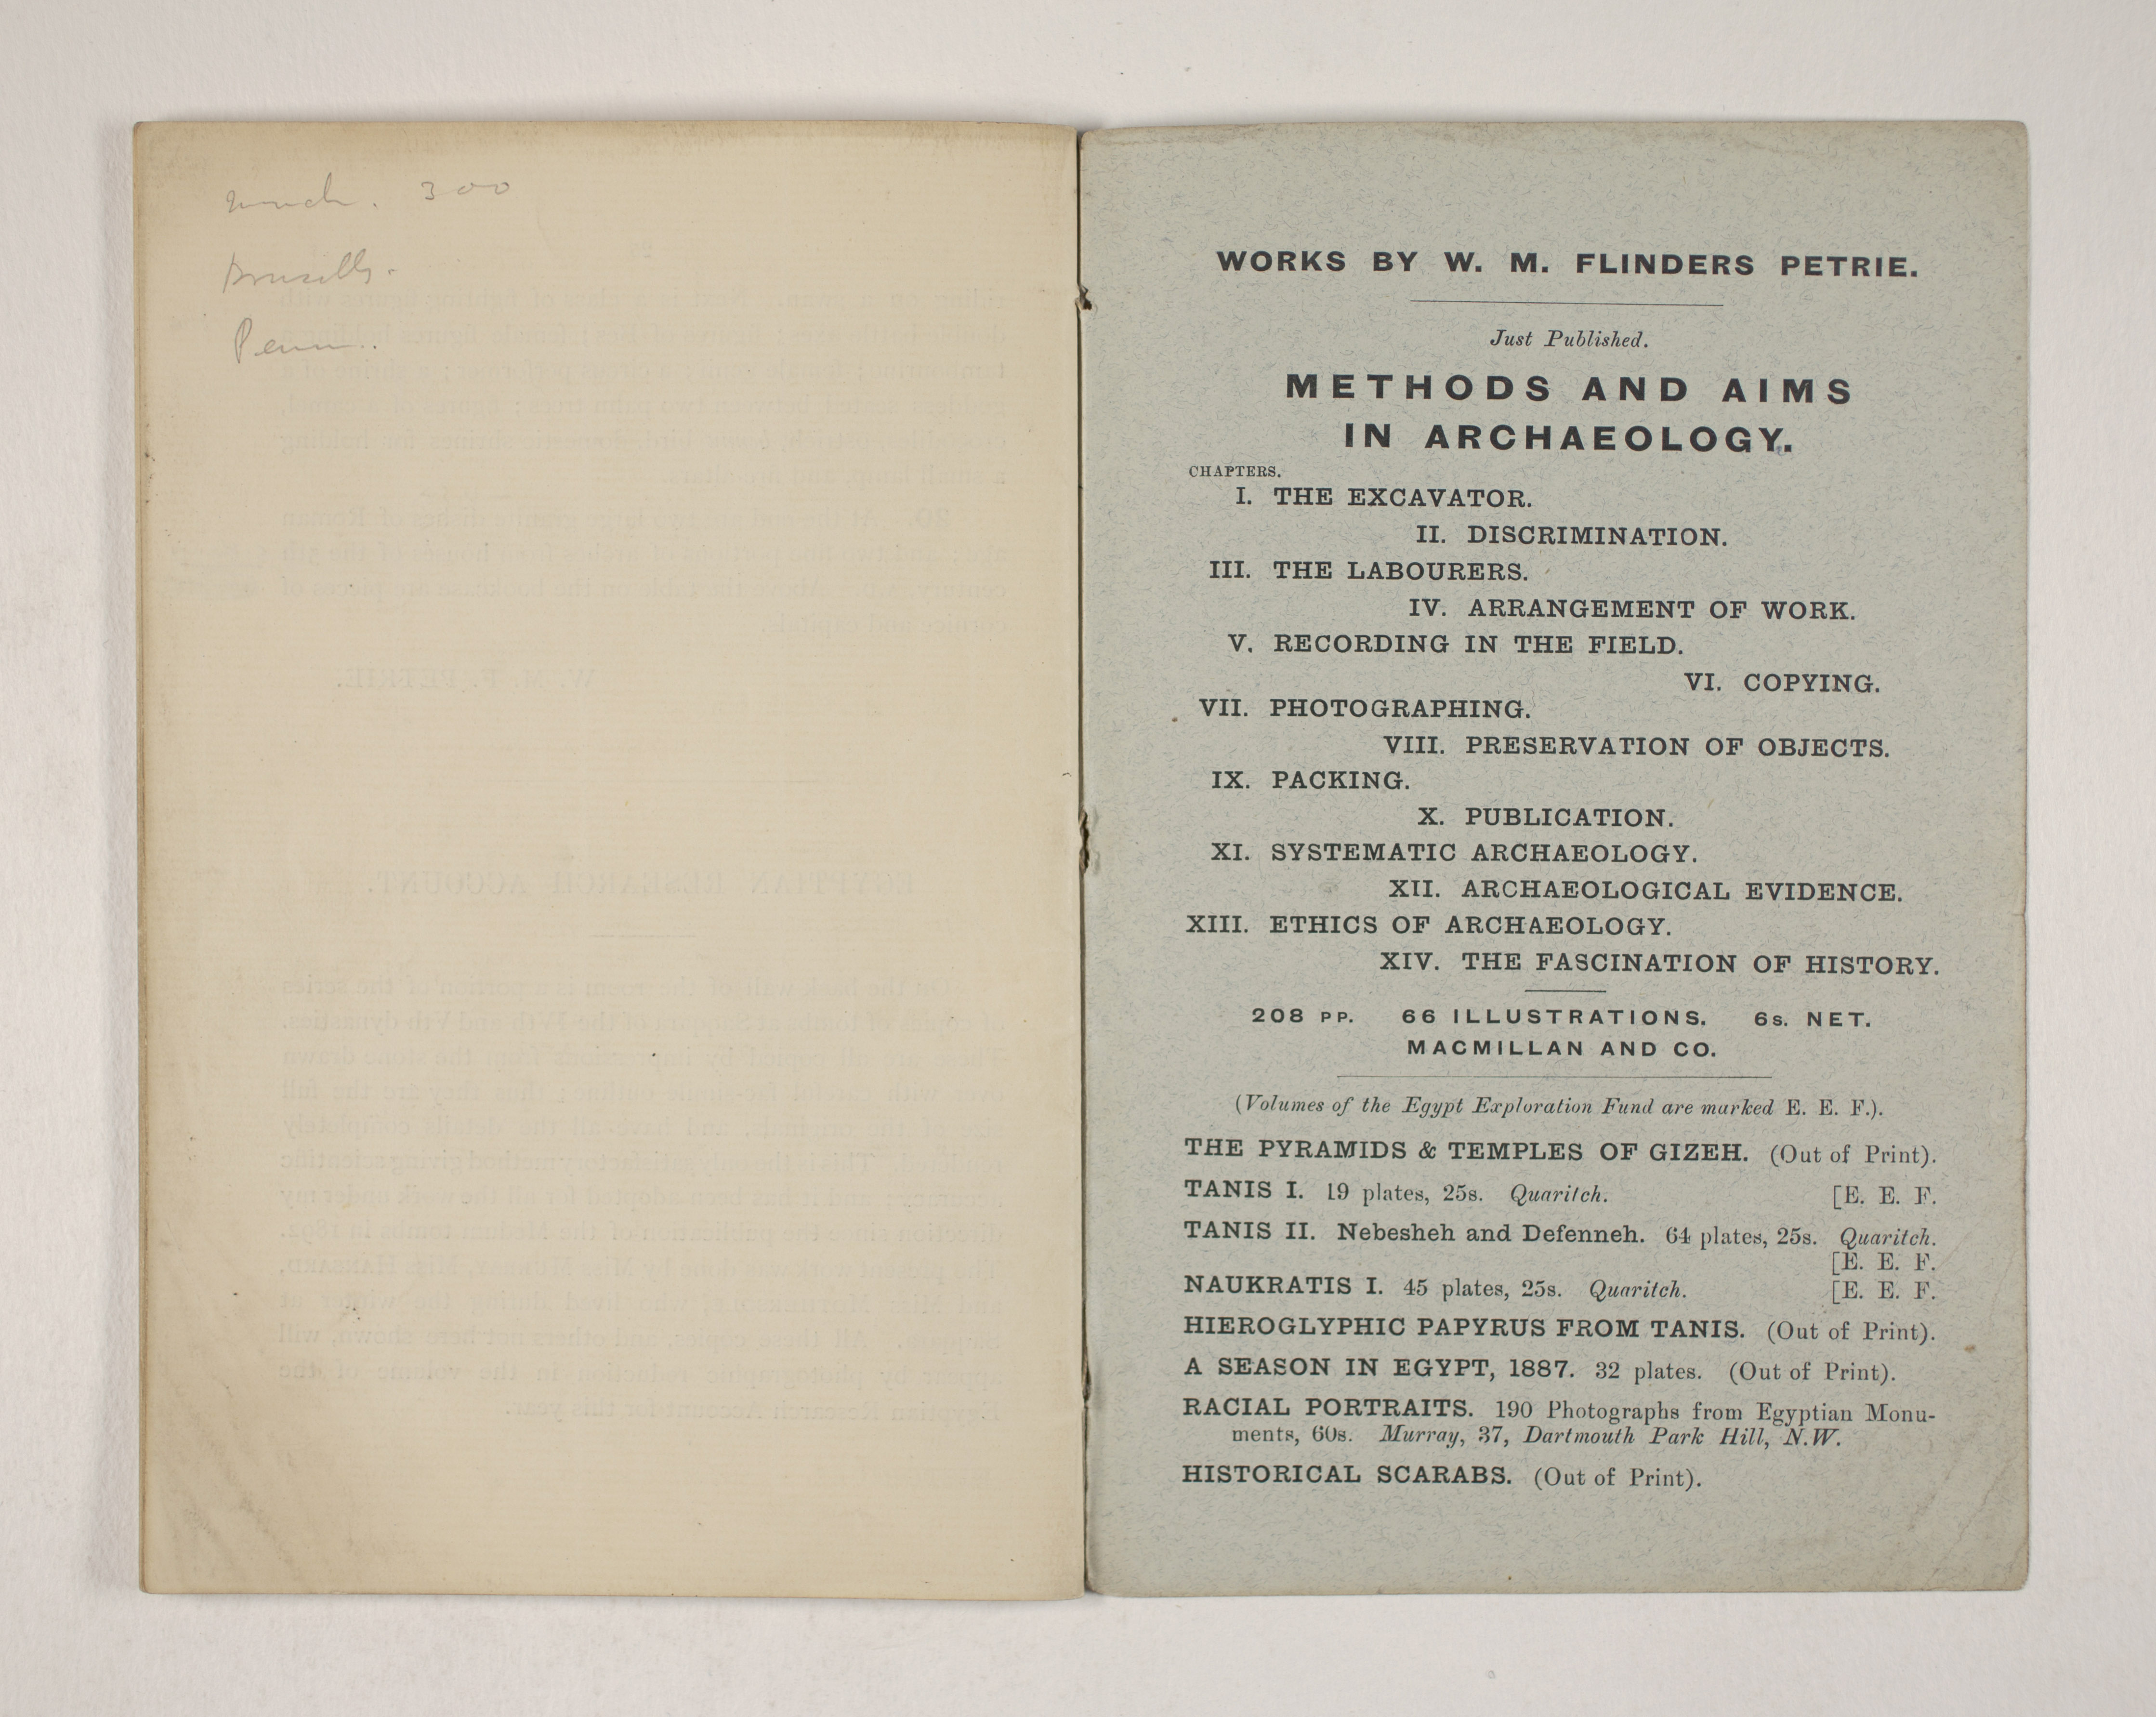 300
Brussells.
Penn..
WORKS BY W. M. FLINDERS PETRIE.
Just Published.
METHODS AND AIMS
IN ARCHAEOLOGY.
CHAPTERS.
I. THE EXCAVATOR.
II. DISCRIMINATION.
III. THE LABOURERS.
IV. ARRANGEMENT OF WORK.
V. RECORDING IN THE FIELD.
VI. COPYING.
VII. PHOTOGRAPHING.
VIII. PRESERVATION OF OBJECTS.
IX. PACKING.
X. PUBLICATION.
XI. SYSTEMATIC ARCHAEOLOGY.
XII. ARCHAEOLOGICAL EVIDENCE.
XIII. ETHICS OF ARCHAEOLOGY.
XIV. THE FASCINATION OF HISTORY.
208 PP. 66 ILLUSTRATIONS. 6s. NET.
MACMILLAN AND CO.
(Volumes of the Egypt Exploration Fund are marked E. E. F.).
THE PYRAMIDS & TEMPLES OF GIZEH. (Out of Print).
TANIS I. 19 plates, 25s. Quaritch. [E. E. F.
TANIS II. Nebesheh and Defenneh. 64 plates, 25s. Quaritch.
[E. E. F.
NAUKRATIS I. 45 plates, 25s. Quaritch. [E. E. F.
HIEROGLYPHIC PAPYRUS FROM TANIS. (Out of Print).
A SEASON IN EGYPT, 1887. 32 plates. (Out of Print).
RACIAL PORTRAITS. 190 Photographs from Egyptian Monu-
ments, 60s. Murray, 37, Dartmouth Park Hill, N.W.
HISTORICAL SCARABS. (Out of Print).